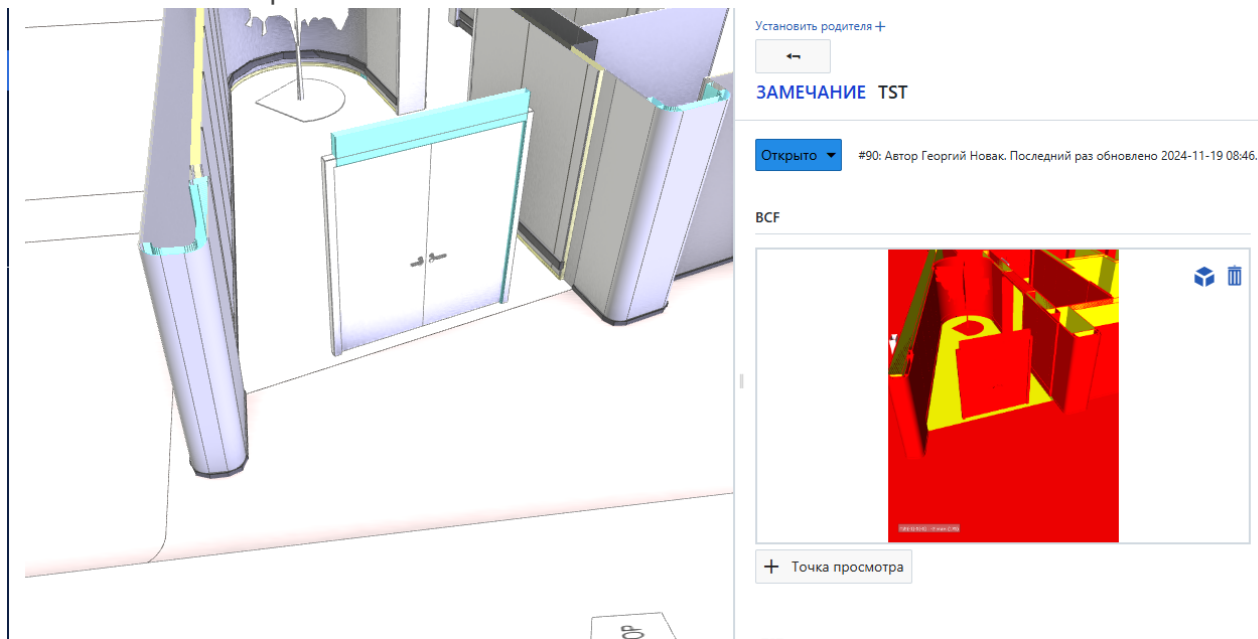 Установить родителя +
ЗАМЕЧАНИЕ TST
Открыто
#90: Автор Георгий Новак. Последний раз обновлено 2024-11-19 08:46.
BCF
+ Точка просмотра